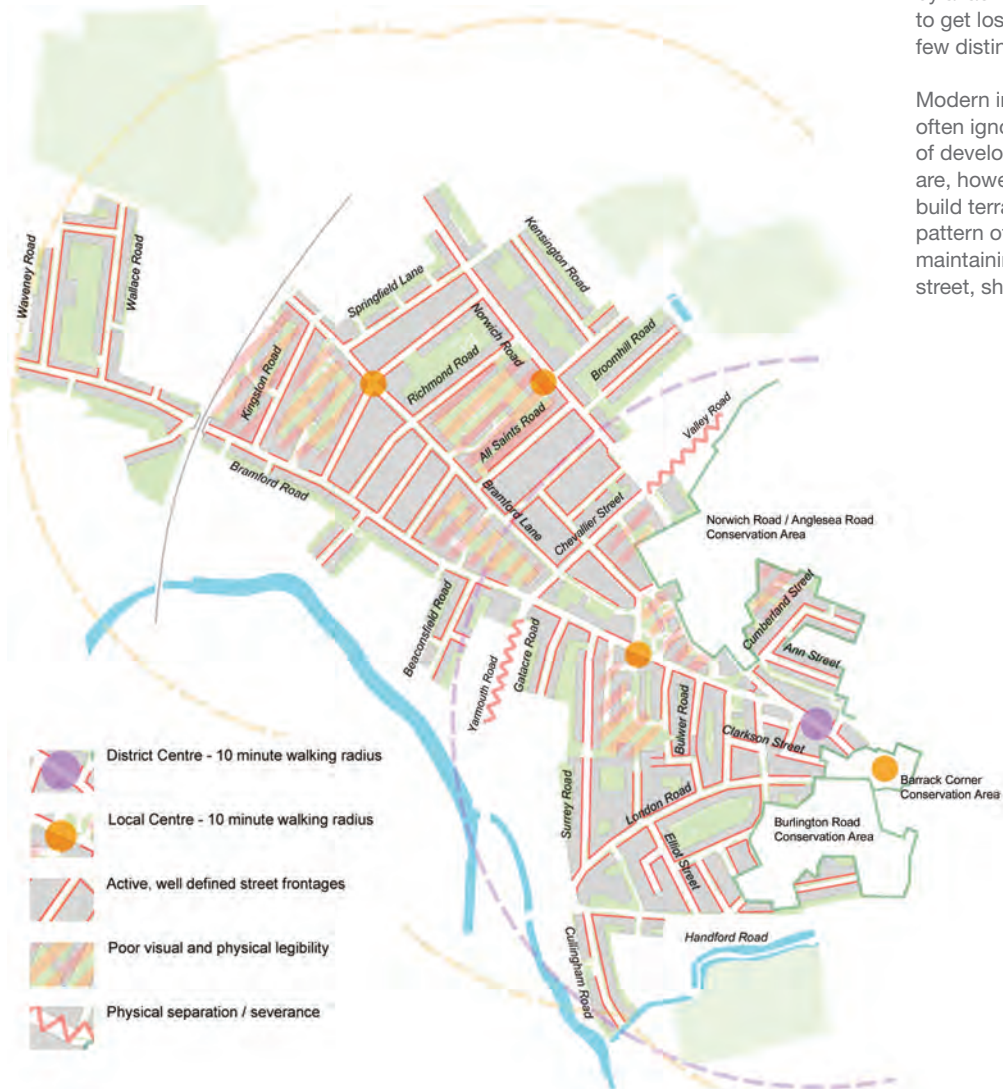 to get los
few distin
Modern in
often igno
of develo
are, howe
build terra
pattern o
maintainin
street, sh
Waveney Road
Wallace Road
Springfield Lane
Kensington Road
Norwich Road
Kingston Road
Richmond Road
Broomhill Road
All Saints Road
Valley Road
Bramford Road
Bramford Lane
Chevallier Street
Norwich Road / Anglesea Road
Conservation Area
Cumberland Street
Ann Street
Beaconsfield Road
Yarmouth Road
Gatacre Road
Bulwer Road
Clarkson Street
Barrack Corner
Conservation Area
Surrey Road
London Road
Burlington Road
Conservation Area
Elliot Street
Handford Road
Cullingham Road
District Centre - 10 minute walking radius
Local Centre - 10 minute walking radius
Active, well defined street frontages
Poor visual and physical legibility
Physical separation / severance